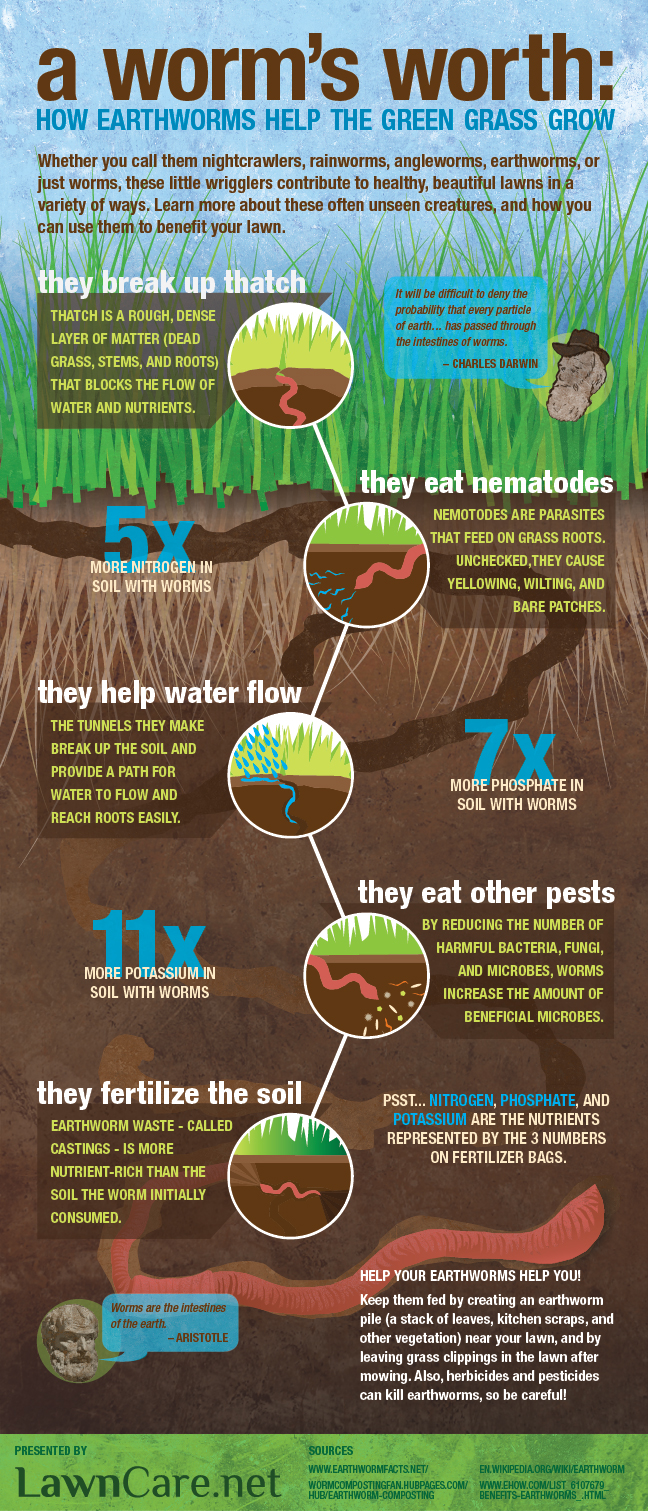 a worm's worth:
HOW EARTHWORMS HELP THE GREEN GRASS GROW
Whether you call them nightcrawlers, rainworms, angleworms, earthworms, or
just worms, these little wrigglers contribute to healthy, beautiful lawns in a
variety of ways. Learn more about these often unseen creatures, and how you
can use them to benefit your lawn.
they break up thatch
THATCH IS A ROUGH, DENSE
LAYER OF MATTER (DEAD
GRASS, STEMS, AND ROOTS)
THAT BLOCKS THE FLOW OF
WATER AND NUTRIENTS.
It will be difficult to deny the
probability that every particle
of earth... has passed through
the intestines of worms.
– CHARLES DARWIN
they eat nematodes
NEMOTODES ARE PARASITES
THAT FEED ON GRASS ROOTS.
UNCHECKED,THEY CAUSE
YELLOWING, WILTING, AND
BARE PATCHES.
5x
MORE NITROGEN IN
SOIL WITH WORMS
they help water flow
THE TUNNELS THEY MAKE
BREAK UP THE SOIL AND
PROVIDE A PATH FOR
WATER TO FLOW AND
REACH ROOTS EASILY.
7x
MORE PHOSPHATE IN
SOIL WITH WORMS
they eat other pests
BY REDUCING THE NUMBER OF
HARMFUL BACTERIA, FUNGI,
AND MICROBES, WORMS
INCREASE THE AMOUNT OF
BENEFICIAL MICROBES.
11x
MORE POTASSIUM IN
SOIL WITH WORMS
they fertilize the soil
EARTHWORM WASTE - CALLED
CASTINGS - IS MORE
NUTRIENT-RICH THAN THE
SOIL THE WORM INITIALLY
CONSUMED.
PSST... NITROGEN, PHOSPHATE, AND
POTASSIUM ARE THE NUTRIENTS
REPRESENTED BY THE 3 NUMBERS
ON FERTILIZER BAGS.
HELP YOUR EARTHWORMS HELP YOU!
Keep them fed by creating an earthworm
pile (a stack of leaves, kitchen scraps, and
other vegetation) near your lawn, and by
leaving grass clippings in the lawn after
mowing. Also, herbicides and pesticides
can kill earthworms, so be careful!
Worms are the intestines
of the earth.
– ARISTOTLE
PRESENTED BY
LawnCare.net
SOURCES
WWW.EARTHWORMFACTS.NET/
WORMCOMPOSTINGFAN.HUBPAGES.COM/
HUB/EARTHWORM-COMPOSTING
EN.WIKIPEDIA.ORG/WIKI/EARTHWORM
WWW.EHOW.COM/LIST_6107679_
BENEFITS-EARTHWORMS_.HTML